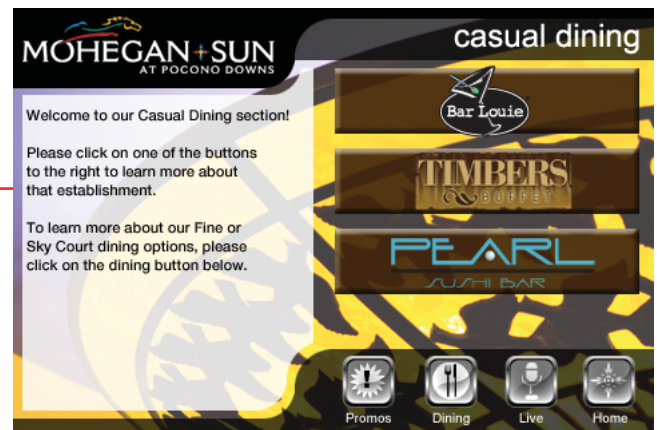 MOHEGAN SUN
AT POCONO DOWNS
casual dining
Welcome to our Casual Dining section!
Please click on one of the buttons
to the right to learn more about
that establishment.
To learn more about our Fine or
Sky Court dining options, please
click on the dining button below.
Bar Louie
TIMBERS
BUFFET
PEARL
SUSHI BAR
Promos
Dining
Live
Home